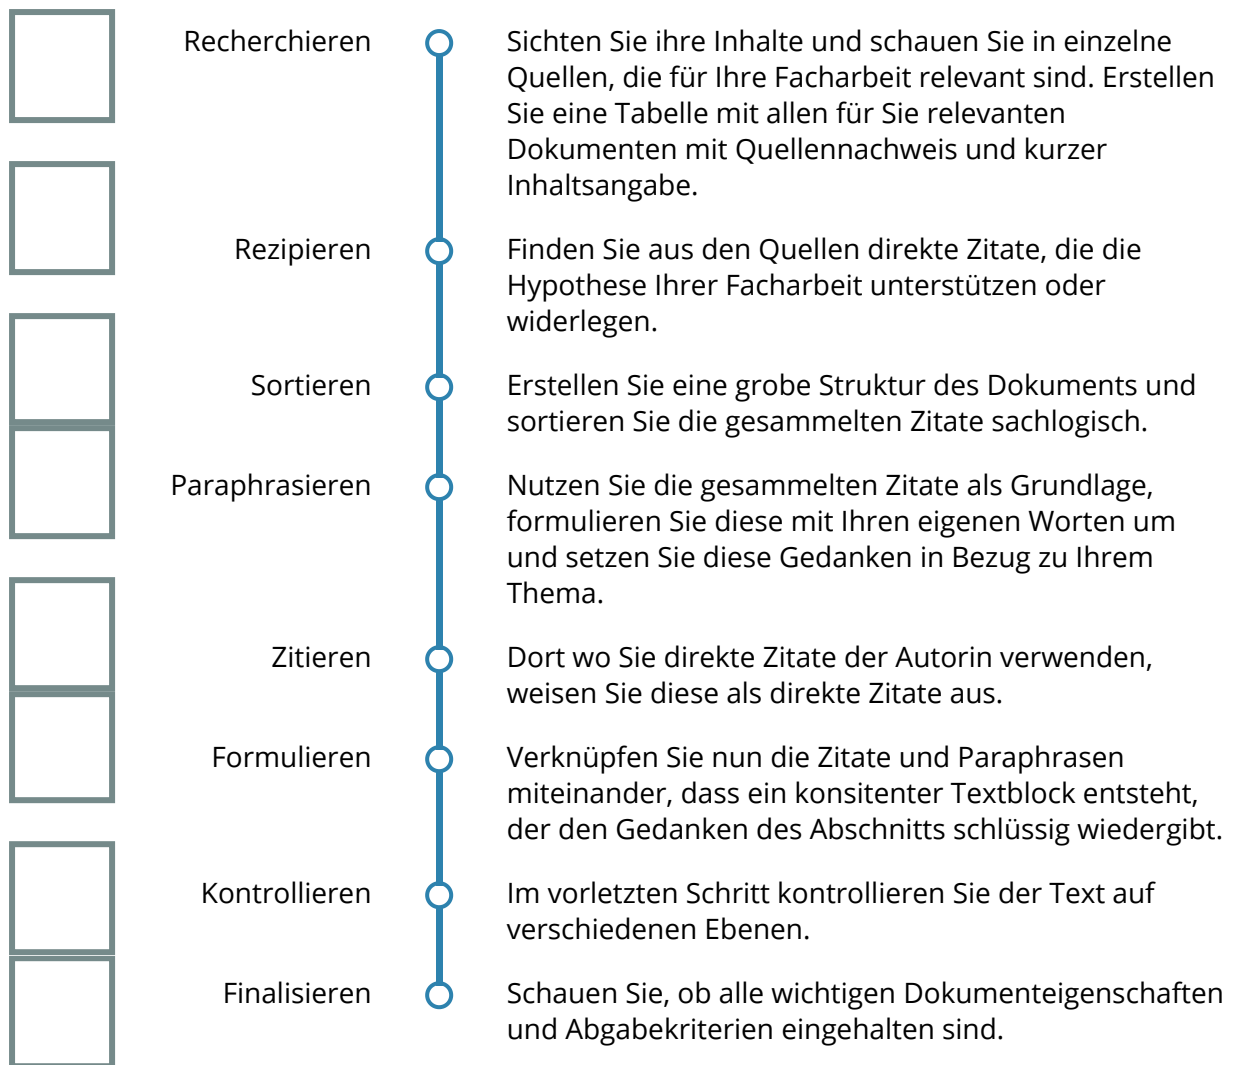 Recherchieren
Sichten Sie ihre Inhalte und schauen Sie in einzelne
Quellen, die für Ihre Facharbeit relevant sind. Erstellen
Sie eine Tabelle mit allen für Sie relevanten
Dokumenten mit Quellennachweis und kurzer
Inhaltsangabe.
Rezipieren
Finden Sie aus den Quellen direkte Zitate, die die
Hypothese Ihrer Facharbeit unterstützen oder
widerlegen.
Sortieren
Erstellen Sie eine grobe Struktur des Dokuments und
sortieren Sie die gesammelten Zitate sachlogisch.
Paraphrasieren
Nutzen Sie die gesammelten Zitate als Grundlage,
formulieren Sie diese mit Ihren eigenen Worten um
und setzen Sie diese Gedanken in Bezug zu Ihrem
Thema.
Zitieren
Dort wo Sie direkte Zitate der Autorin verwenden,
weisen Sie diese als direkte Zitate aus.
Formulieren
Verknüpfen Sie nun die Zitate und Paraphrasen
miteinander, dass ein konsitenter Textblock entsteht,
der den Gedanken des Abschnitts schlüssig wiedergibt.
Kontrollieren
Im vorletzten Schritt kontrollieren Sie der Text auf
verschiedenen Ebenen.
Finalisieren
Schauen Sie, ob alle wichtigen Dokumenteigenschaften
und Abgabekriterien eingehalten sind.